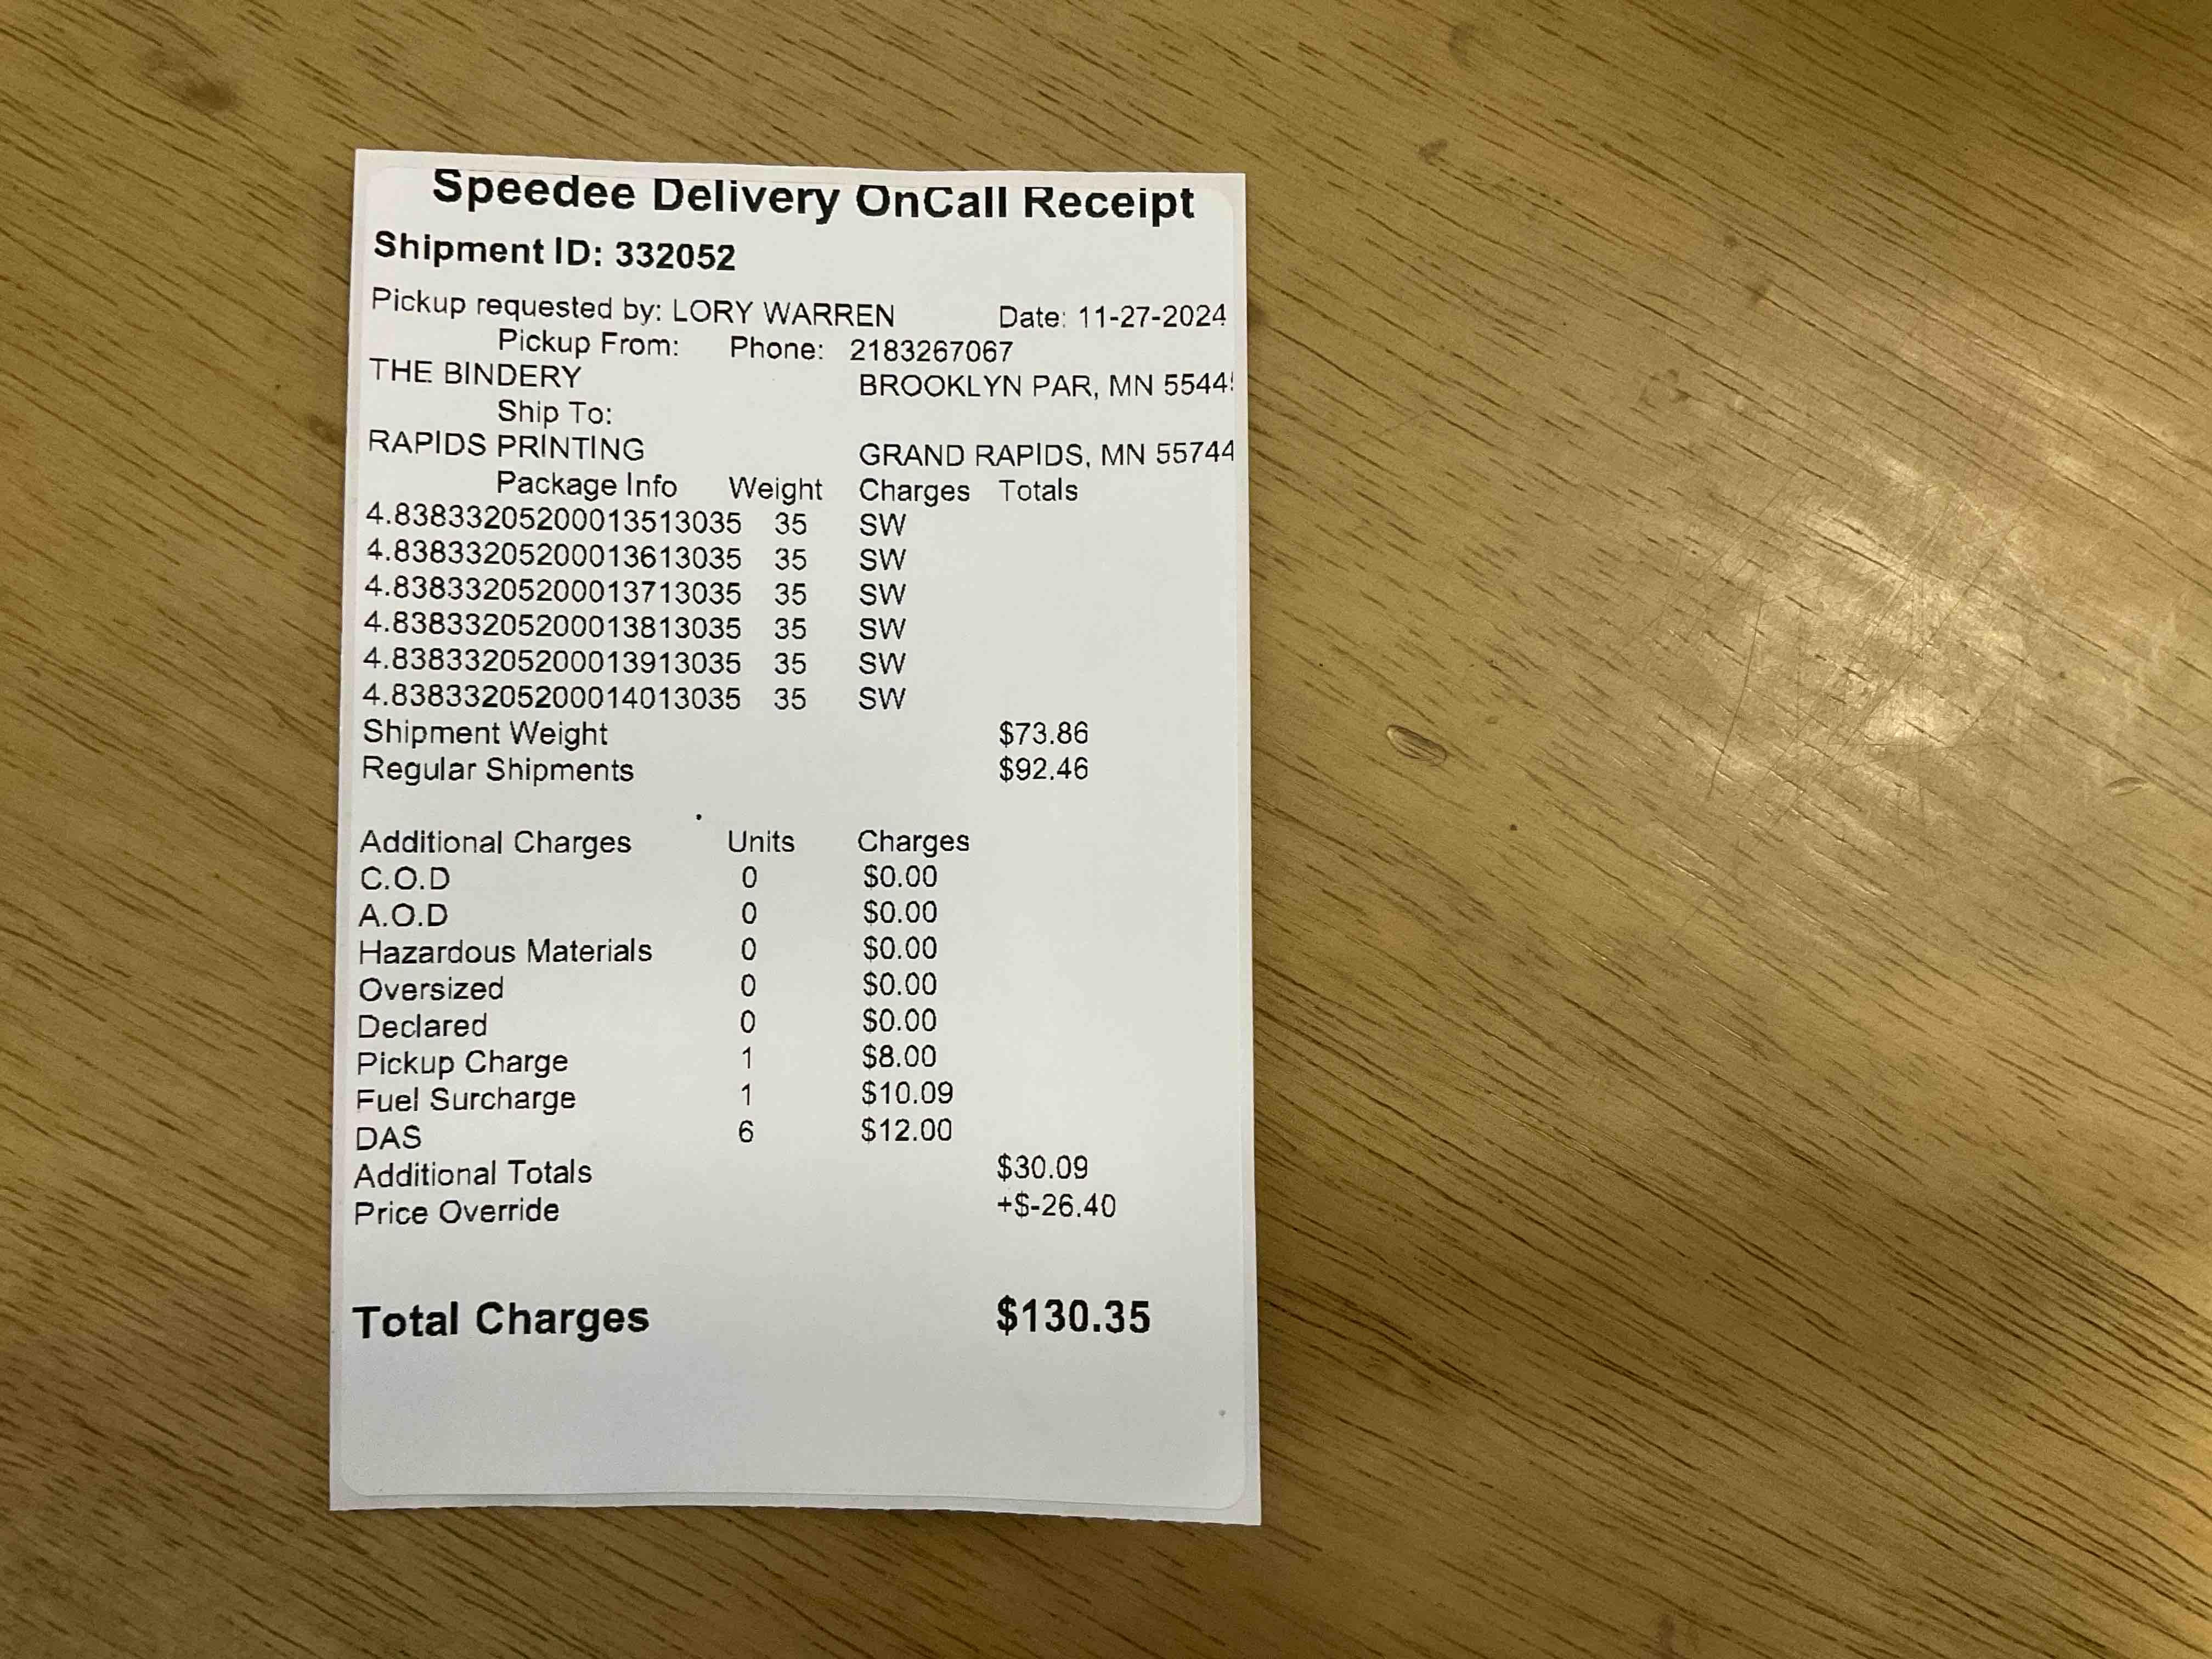 Speedee Delivery OnCall Receipt
Shipment ID: 332052
Pickup requested by: LORY WARREN Date: 11-27-2024
Pickup From: Phone: 2183267067
THE BINDERY BROOKLYN PAR, MN 5544
Ship To:
RAPIDS PRINTING GRAND RAPIDS, MN 55744
Package Info Weight Charges Totals
4.83833205200013513035 35 SW
4.83833205200013613035 35 SW
4.83833205200013713035 35 SW
4.83833205200013813035 35 SW
4.83833205200013913035 35 SW
4.83833205200014013035 35 SW
Shipment Weight $73.86
Regular Shipments $92.46
Additional Charges Units Charges
C.O.D 0 $0.00
A.O.D 0 $0.00
Hazardous Materials 0 $0.00
Oversized 0 $0.00
Declared 0 $0.00
Pickup Charge 1 $8.00
Fuel Surcharge 1 $10.09
DAS 6 $12.00
Additional Totals $30.09
Price Override +$-26.40
Total Charges $130.35